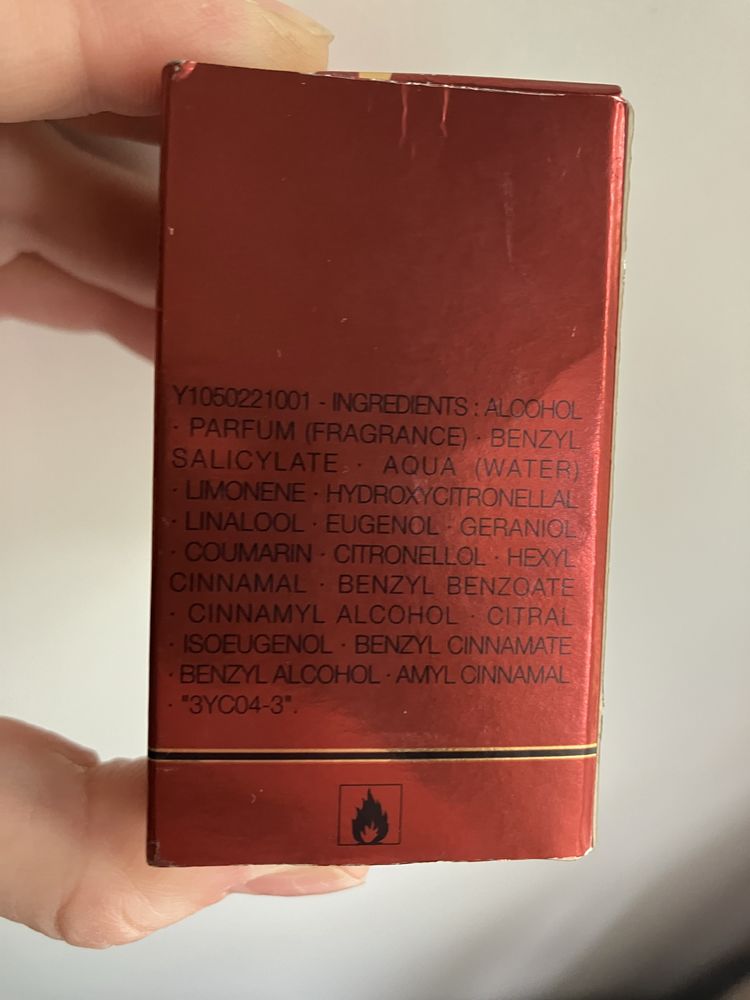 Y1050221001 - INGREDIENTS : ALCOHOL
· PARFUM (FRAGRANCE) · BENZYL
SALICYLATE · AQUA (WATER)
· LIMONENE · HYDROXYCITRONELLAL
· LINALOOL · EUGENOL · GERANIOL
· COUMARIN · CITRONELLOL · HEXYL
CINNAMAL · BENZYL BENZOATE
· CINNAMYL ALCOHOL · CITRAL
· ISOEUGENOL · BENZYL CINNAMATE
· BENZYL ALCOHOL · AMYL CINNAMAL
· "3YC04-3".